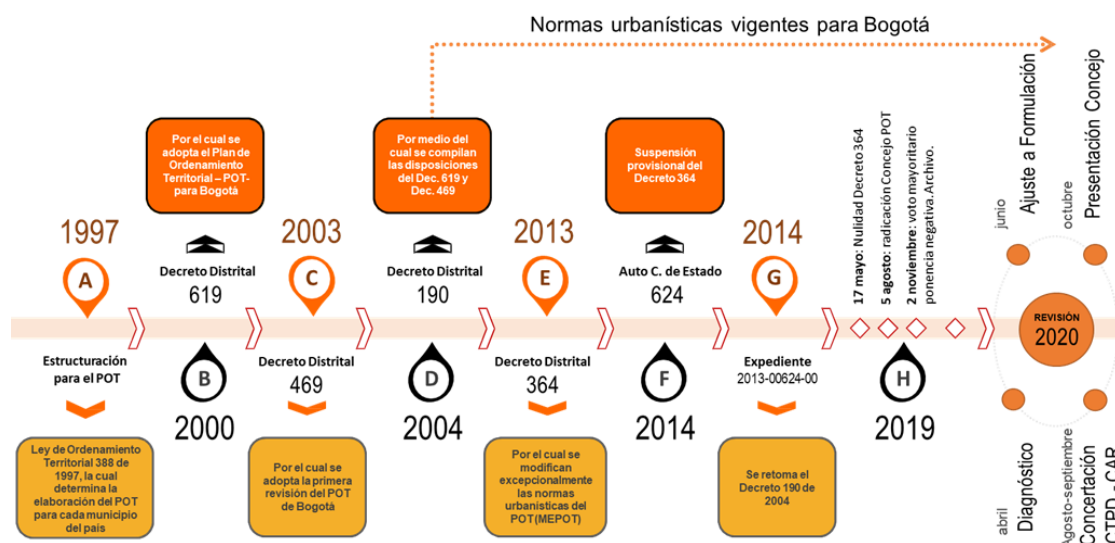 Normas urbanísticas vigentes para Bogotá
Por el cual se
adopta el Plan de
Ordenamiento
Territorial – POT-
para Bogotá
Por medio del
cual se compilan
las disposiciones
del Dec. 619 y
Dec. 469
Suspensión
provisional del
Decreto 364
1997
A
Estructuración
para el POT
Ley de Ordenamiento
Territorial 388 de
1997, la cual
determina la
elaboración del POT
para cada municipio
del país
Decreto Distrital
619
B
2000
2003
C
Decreto Distrital
469
Por el cual se
adopta la primera
revisión del POT
de Bogotá
Decreto Distrital
190
D
2004
2013
E
Decreto Distrital
364
Por el cual se
modifican
excepcionalmente
las normas
urbanísticas del
POT(MEPOT)
Auto C. de Estado
624
F
2014
2014
G
Expediente
2013-00624-00
Se retoma el
Decreto 190 de
2004
17 mayo: Nulidad Decreto 364
5 agosto: radicación Concejo POT
2 noviembre: voto mayoritario
ponencia negativa. Archivo.
H
2019
junio
Ajuste a Formulación
octubre
Presentación Concejo
REVISIÓN
2020
abril
Diagnóstico
Agosto-septiembre
Concertación
CTPD - CAR